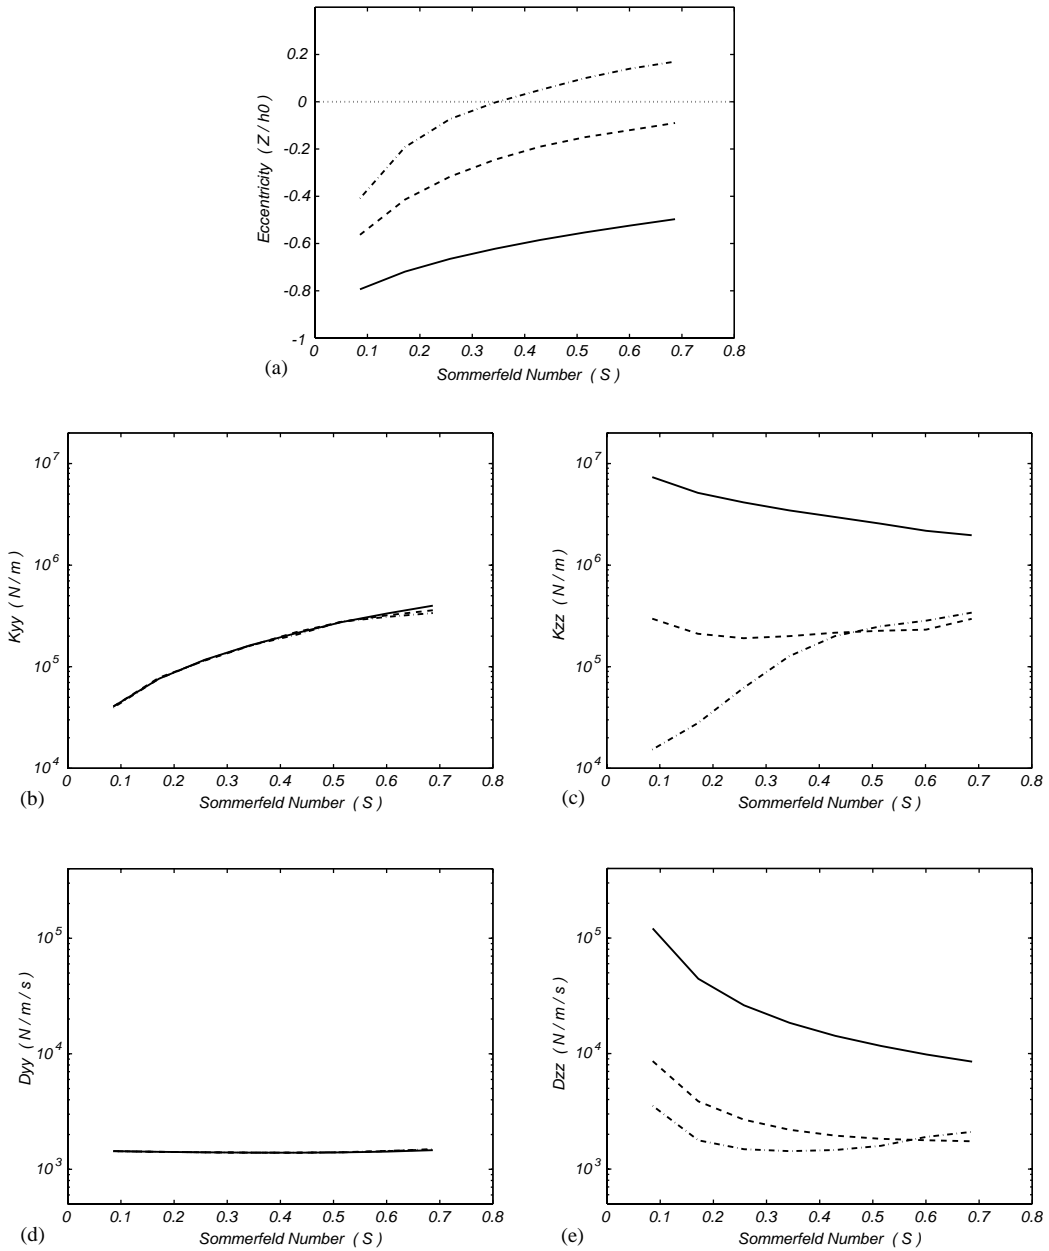 0.2
0
-0.2
-0.4
-0.6
-0.8
-1
Eccentricity ( Z / h0 )
0 0.1 0.2 0.3 0.4 0.5 0.6 0.7 0.8
(a)
Sommerfeld Number ( S )
10^7
10^6
10^5
10^4
Kyy ( N / m )
0 0.1 0.2 0.3 0.4 0.5 0.6 0.7 0.8
(b)
Sommerfeld Number ( S )
10^7
10^6
10^5
10^4
Kzz ( N / m )
0 0.1 0.2 0.3 0.4 0.5 0.6 0.7 0.8
(c)
Sommerfeld Number ( S )
10^5
10^4
10^3
Dyy ( N / m / s )
0 0.1 0.2 0.3 0.4 0.5 0.6 0.7 0.8
(d)
Sommerfeld Number ( S )
10^5
10^4
10^3
Dzz ( N / m / s )
0 0.1 0.2 0.3 0.4 0.5 0.6 0.7 0.8
(e)
Sommerfeld Number ( S )